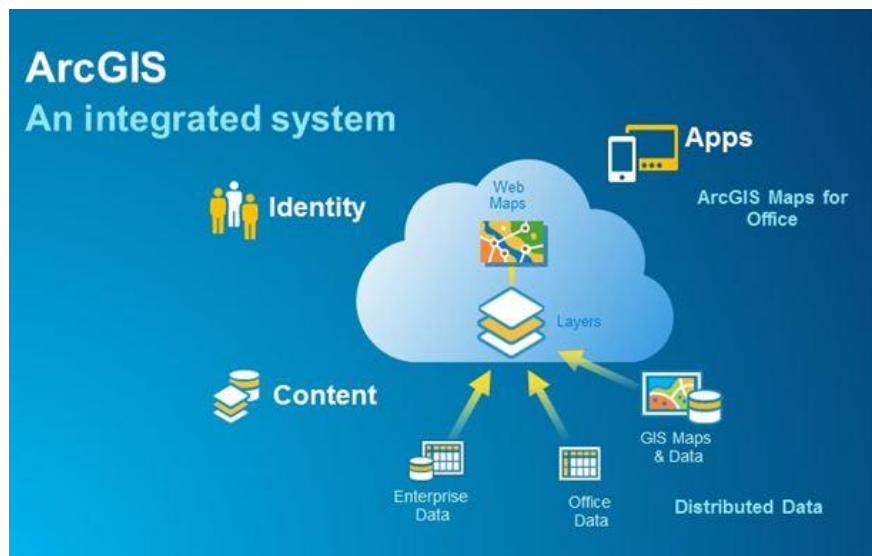 ArcGIS
An integrated system
Apps
Web
Maps
ArcGIS Maps for
Office
Identity
Layers
Content
GIS Maps
& Data
Enterprise
Data
Office
Data
Distributed Data